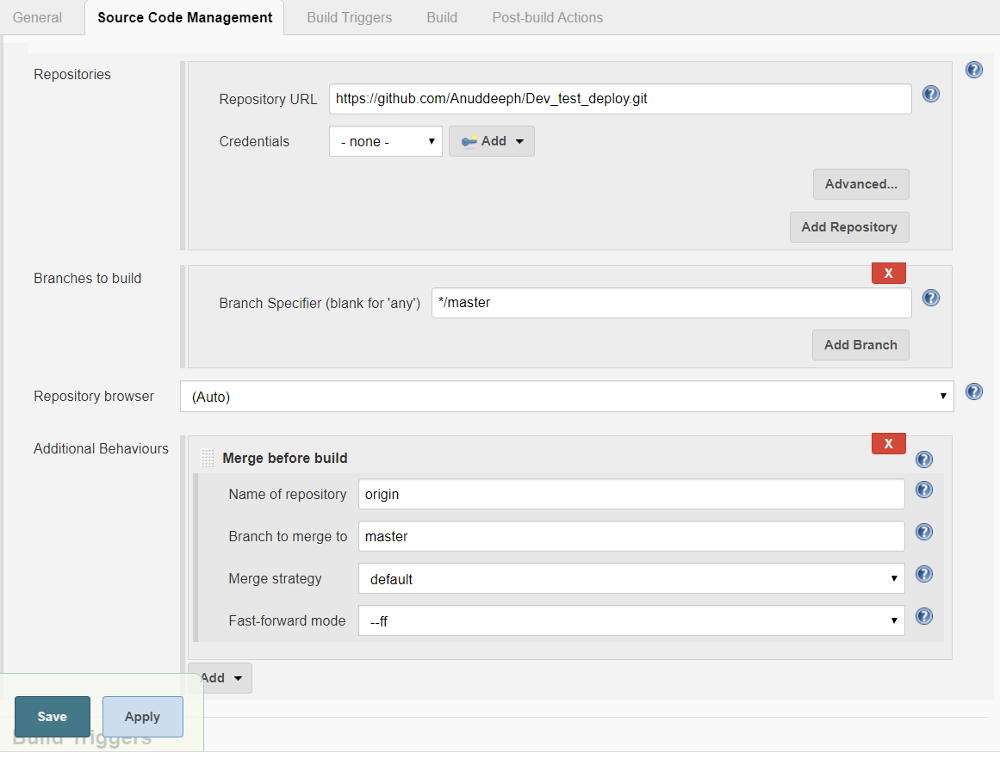 General Source Code Management Build Triggers Build Post-build Actions
Repositories
Repository URL https://github.com/Anuddeeph/Dev_test_deploy.git
Credentials - none - Add
Advanced...
Add Repository
Branches to build X
Branch Specifier (blank for 'any') */master
Add Branch
Repository browser (Auto)
Additional Behaviours X
Merge before build
Name of repository origin
Branch to merge to master
Merge strategy default
Fast-forward mode --ff
Add
Save Apply
Build Triggers